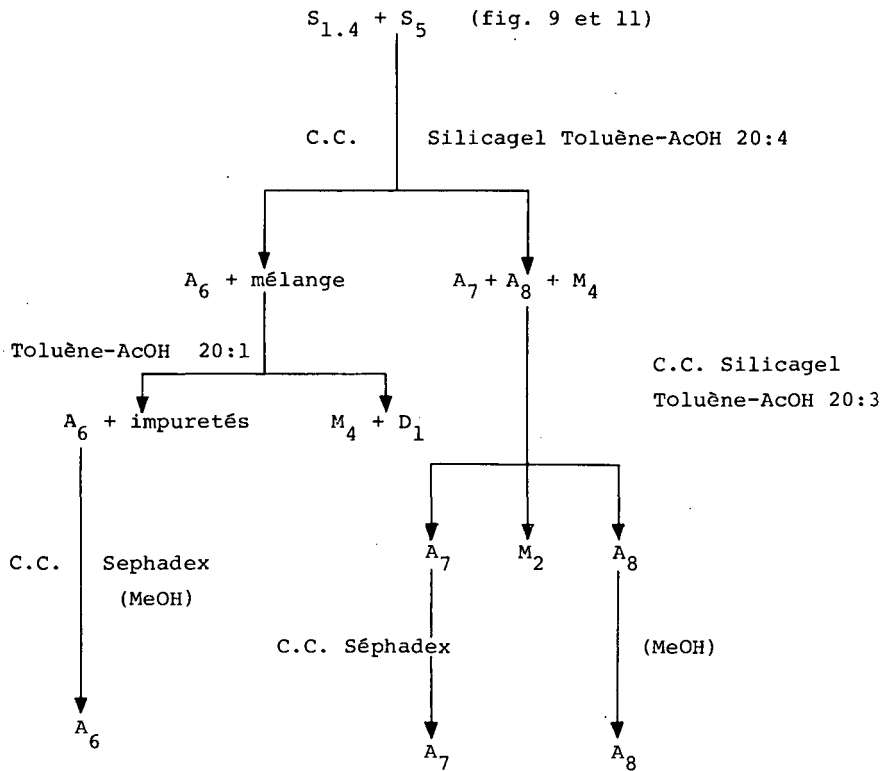 S1.4 + S5 (fig. 9 et 11)
C.C. Silicagel Toluène-AcOH 20:4
A6 + mélange A7 + A8 + M4
Toluène-AcOH 20:1
C.C. Silicagel
Toluène-AcOH 20:3
A6 + impuretés M4 + D1
A7 M2 A8
C.C. Sephadex
(MeOH)
C.C. Séphadex (MeOH)
A6
A7 A8